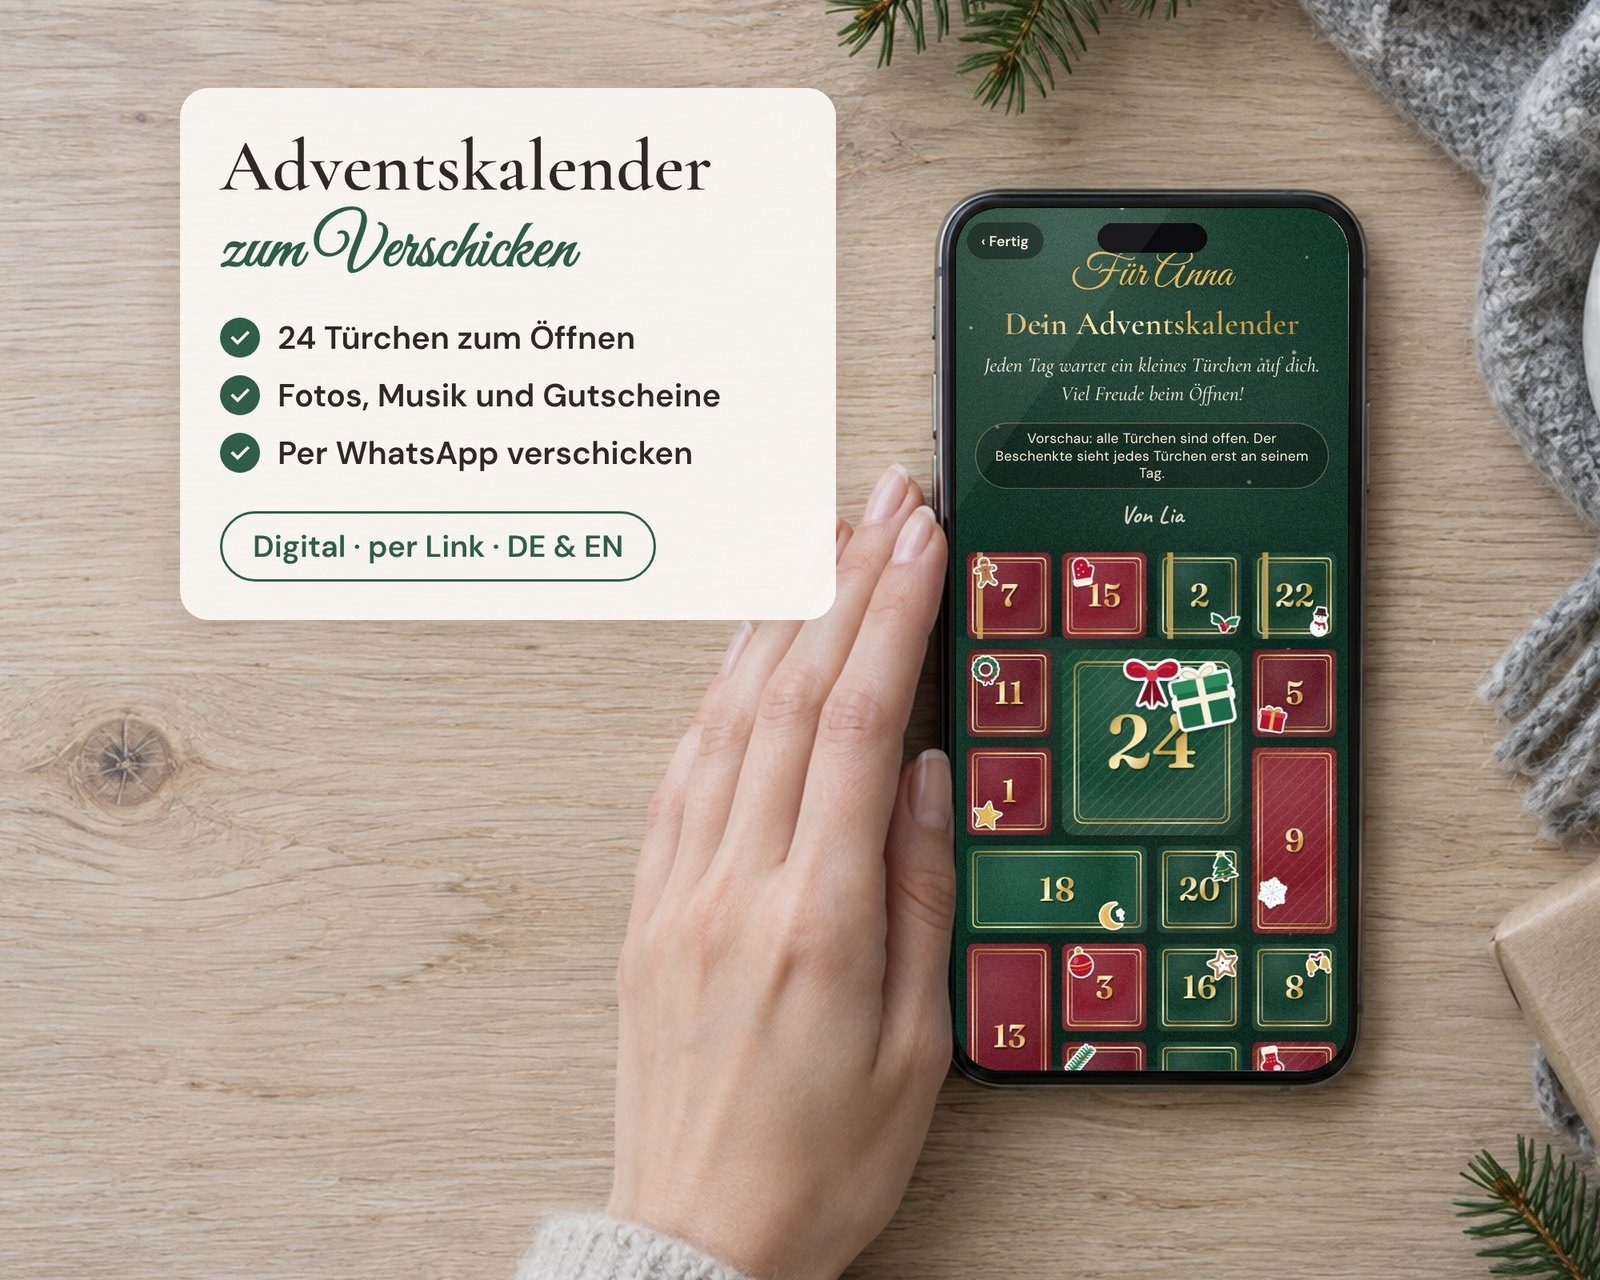 Adventskalender
zum Verschicken
24 Türchen zum Öffnen
Fotos, Musik und Gutscheine
Per WhatsApp verschicken
Digital · per Link · DE & EN
‹ Fertig
Für Anna
Dein Adventskalender
Jeden Tag wartet ein kleines Türchen auf dich.
Viel Freude beim Öffnen!
Vorschau: alle Türchen sind offen. Der
Beschenkte sieht jedes Türchen erst an seinem
Tag.
Von Lia
7 15 2 22
11 24 5
1 9
18 20
13 3 16 8